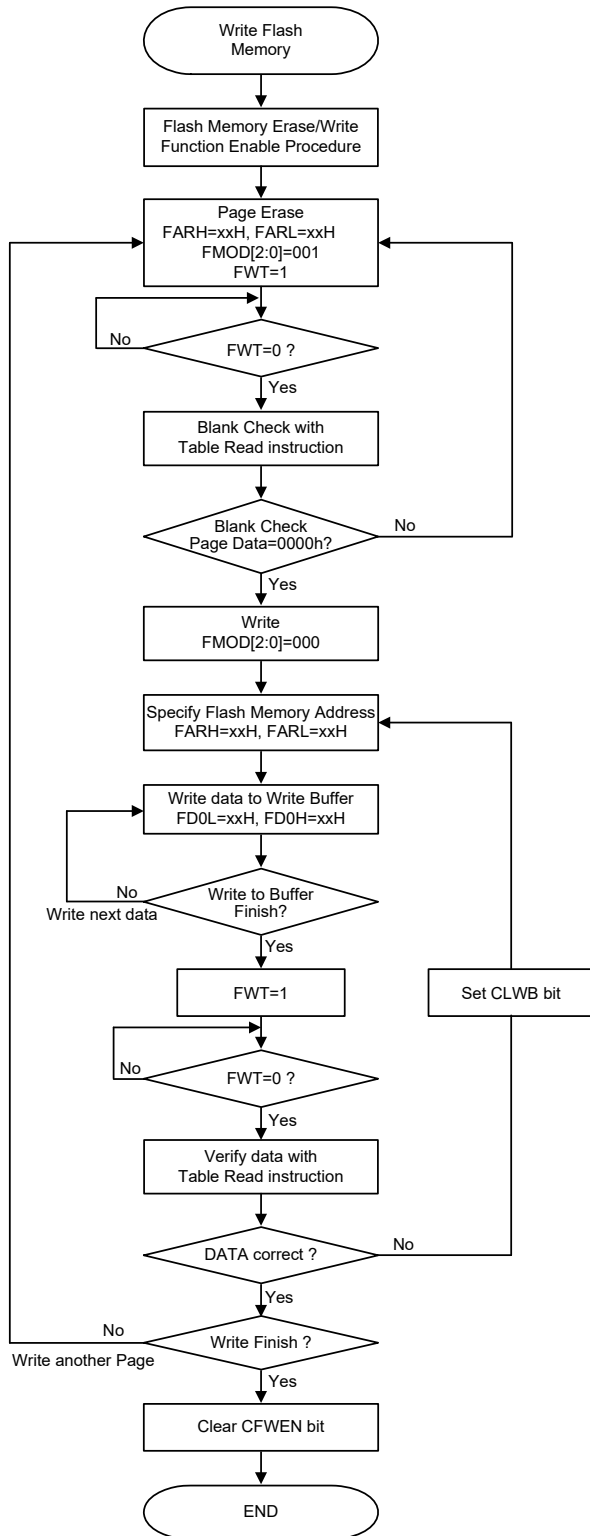 Write Flash
Memory
Flash Memory Erase/Write
Function Enable Procedure
Page Erase
FARH=xxH, FARL=xxH
FMOD[2:0]=001
FWT=1
No
FWT=0 ?
Yes
Blank Check with
Table Read instruction
Blank Check
Page Data=0000h?
No
Yes
Write
FMOD[2:0]=000
Specify Flash Memory Address
FARH=xxH, FARL=xxH
Write data to Write Buffer
FD0L=xxH, FD0H=xxH
No
Write next data
Write to Buffer
Finish?
Yes
FWT=1
Set CLWB bit
No
FWT=0 ?
Yes
Verify data with
Table Read instruction
DATA correct ?
No
Yes
No
Write another Page
Write Finish ?
Yes
Clear CFWEN bit
END